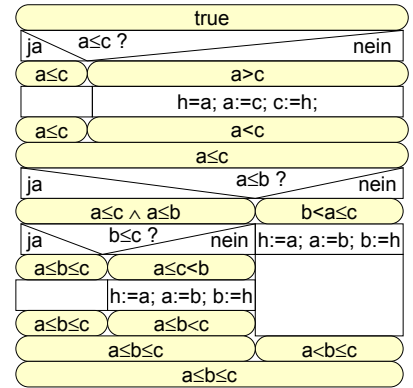 true
ja a≤c ? nein
a≤c a>c
h=a; a:=c; c:=h;
a≤c a<c
a≤c
ja a≤b ? nein
a≤c ∧ a≤b b<a≤c
ja b≤c ? nein h:=a; a:=b; b:=h
a≤b≤c a≤c<b
h:=a; a:=b; b:=h
a≤b≤c a≤b<c
a≤b≤c a<b≤c
a≤b≤c